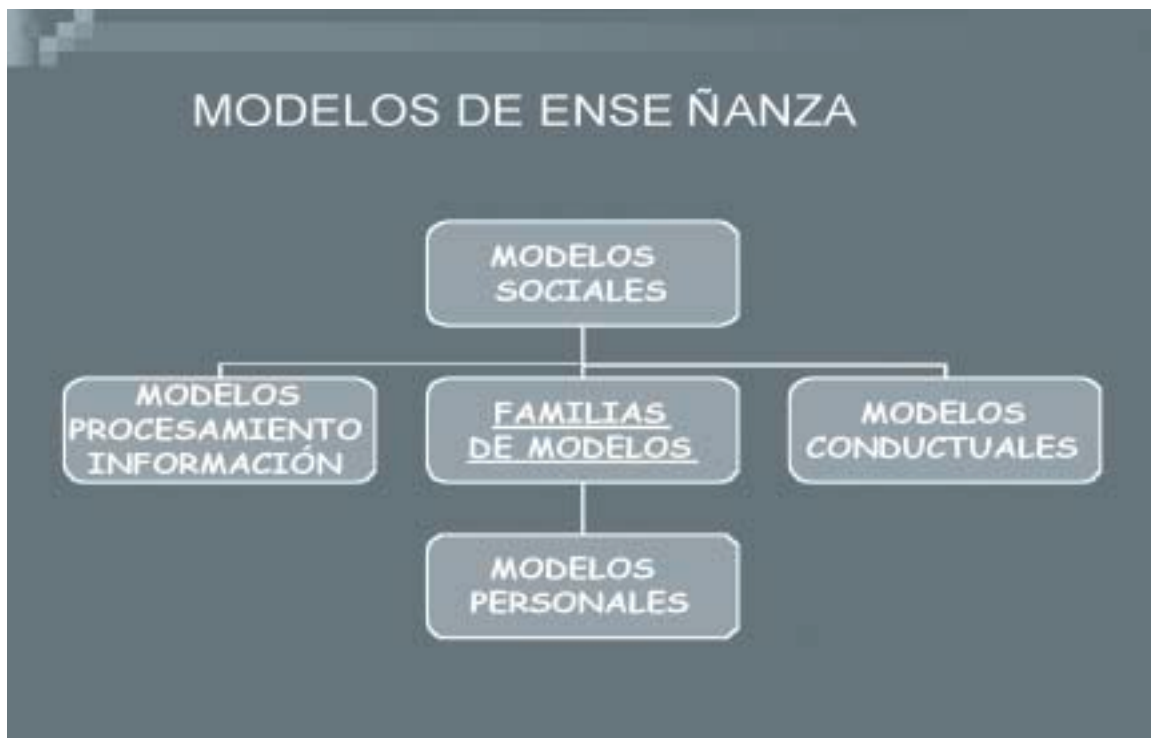 MODELOS DE ENSE ÑANZA
MODELOS
SOCIALES
MODELOS
PROCESAMIENTO
INFORMACIÓN
FAMILIAS
DE MODELOS
MODELOS
CONDUCTUALES
MODELOS
PERSONALES